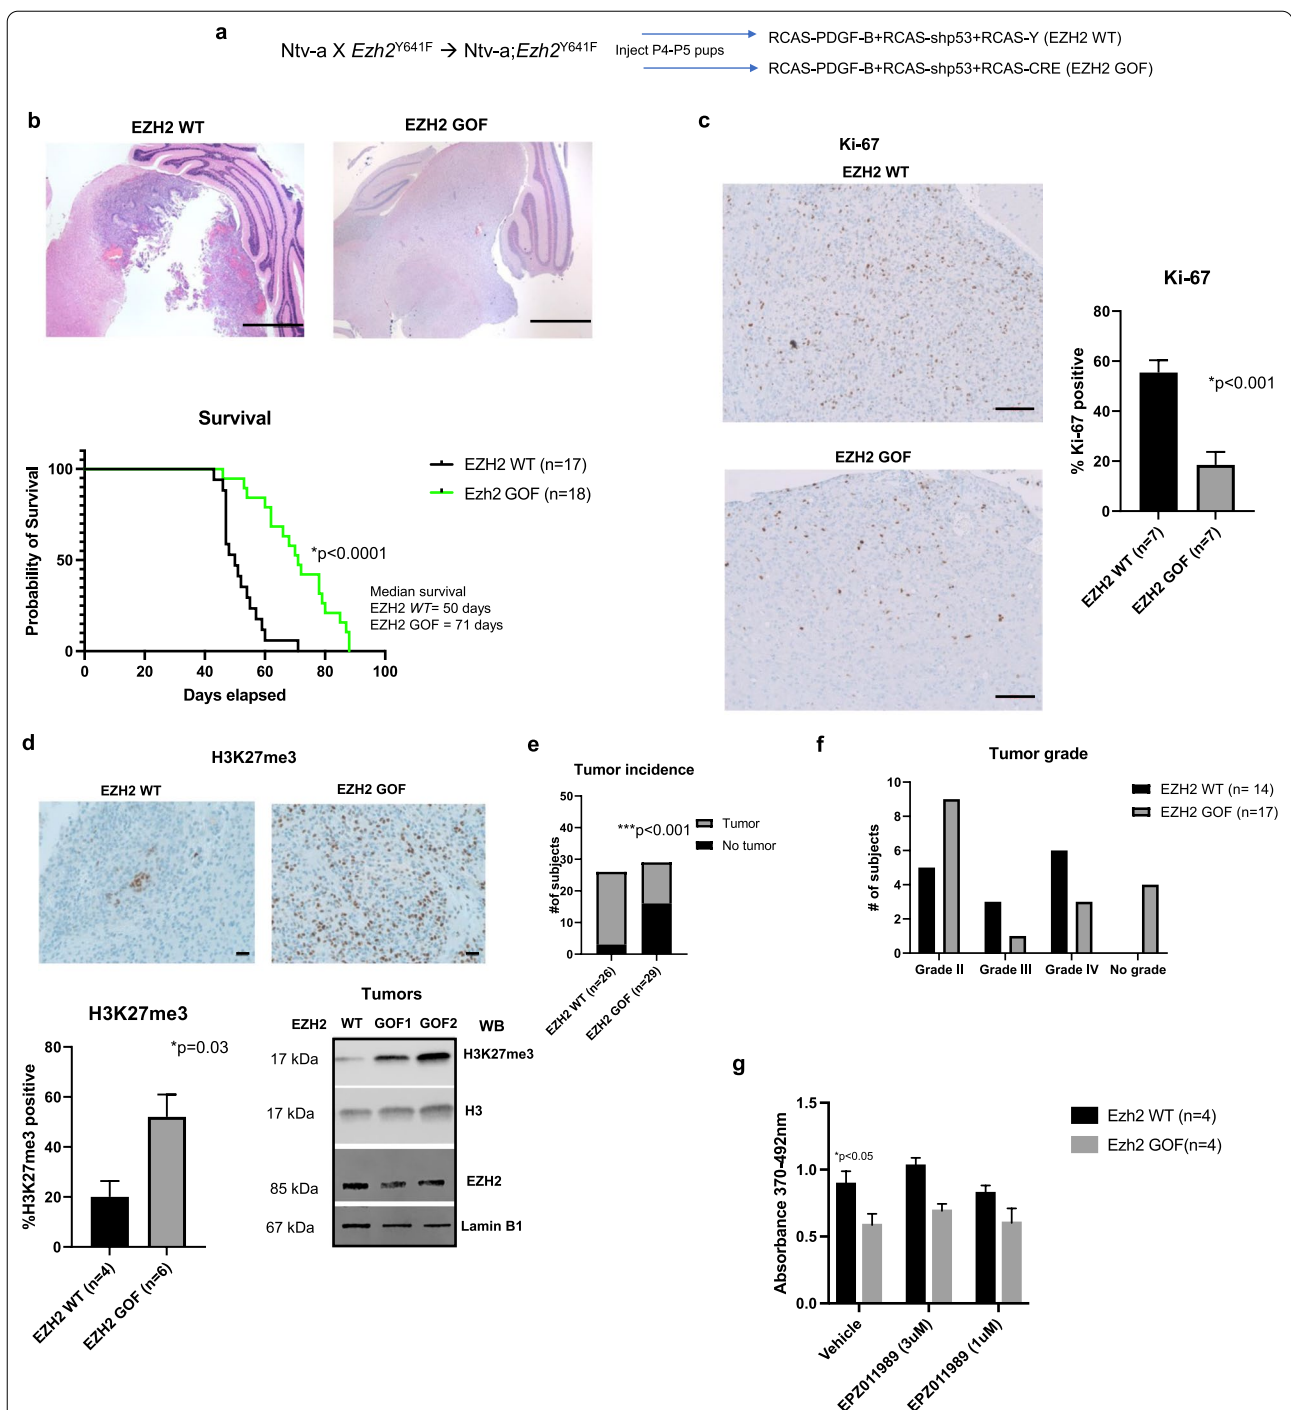 a
Ntv-a X Ezh2Y641F → Ntv-a;Ezh2Y641F
Inject P4-P5 pups
RCAS-PDGF-B+RCAS-shp53+RCAS-Y (EZH2 WT)
RCAS-PDGF-B+RCAS-shp53+RCAS-CRE (EZH2 GOF)
b
EZH2 WT
EZH2 GOF
Survival
Probability of Survival
100
50
0
0 20 40 60 80 100
Days elapsed
EZH2 WT (n=17)
Ezh2 GOF (n=18)
*p<0.0001
Median survival
EZH2 WT= 50 days
EZH2 GOF = 71 days
c
Ki-67
EZH2 WT
EZH2 GOF
Ki-67
% Ki-67 positive
80
60
40
20
0
*p<0.001
EZH2 WT (n=7)
EZH2 GOF (n=7)
d
H3K27me3
EZH2 WT
EZH2 GOF
H3K27me3
%H3K27me3 positive
80
60
40
20
0
*p=0.03
EZH2 WT (n=4)
EZH2 GOF (n=6)
Tumors
EZH2 WT GOF1 GOF2 WB
17 kDa H3K27me3
17 kDa H3
85 kDa EZH2
67 kDa Lamin B1
e
Tumor incidence
#of subjects
50
40
30
20
10
0
***p<0.001
Tumor
No tumor
EZH2 WT (n=26)
EZH2 GOF (n=29)
f
Tumor grade
# of subjects
10
8
6
4
2
0
Grade II Grade III Grade IV No grade
EZH2 WT (n= 14)
EZH2 GOF (n=17)
g
Absorbance 370-492nm
1.5
1.0
0.5
0.0
*p<0.05
Vehicle
EPZ011989 (3uM)
EPZ011989 (1uM)
Ezh2 WT (n=4)
Ezh2 GOF(n=4)